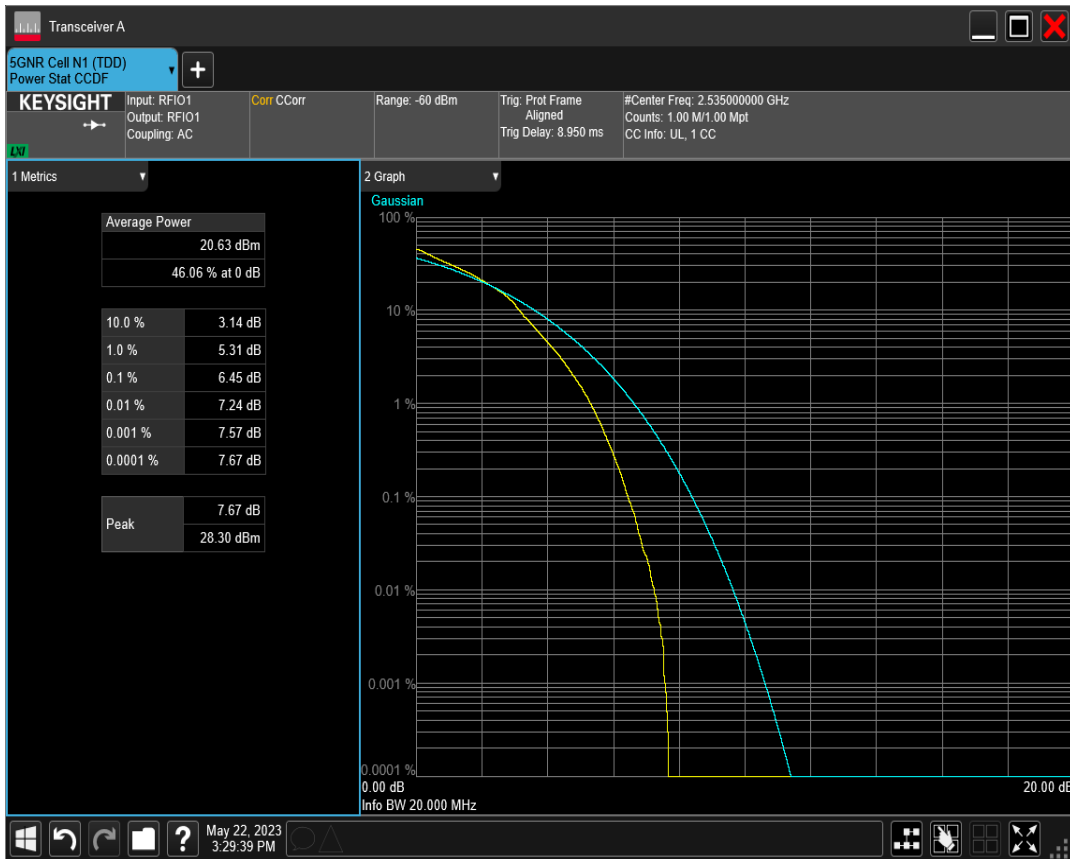 Transceiver A
5GNR Cell N1 (TDD)
Power Stat CCDF
+
KEYSIGHT
LXI
Input: RFIO1
Output: RFIO1
Coupling: AC
Corr CCorr
Range: -60 dBm
Trig: Prot Frame
Aligned
Trig Delay: 8.950 ms
#Center Freq: 2.535000000 GHz
Counts: 1.00 M/1.00 Mpt
CC Info: UL, 1 CC
1 Metrics
Average Power
20.63 dBm
46.06 % at 0 dB
10.0 % 3.14 dB
1.0 % 5.31 dB
0.1 % 6.45 dB
0.01 % 7.24 dB
0.001 % 7.57 dB
0.0001 % 7.67 dB
Peak
7.67 dB
28.30 dBm
2 Graph
Gaussian
100 %
10 %
1 %
0.1 %
0.01 %
0.001 %
0.0001 %
0.00 dB
20.00 dB
Info BW 20.000 MHz
?
May 22, 2023
3:29:39 PM